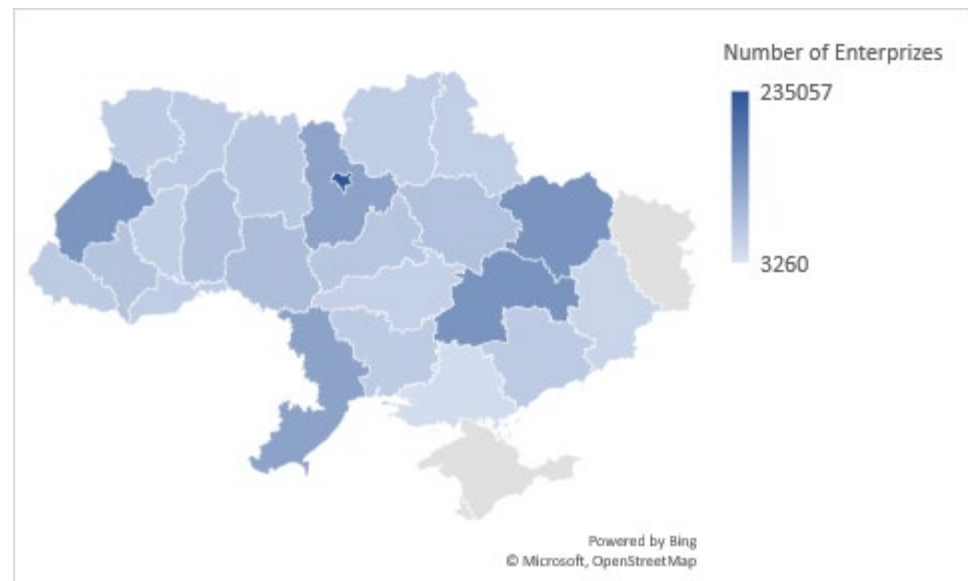 Number of Enterprizes
235057
3260
Powered by Bing
© Microsoft, OpenStreetMap